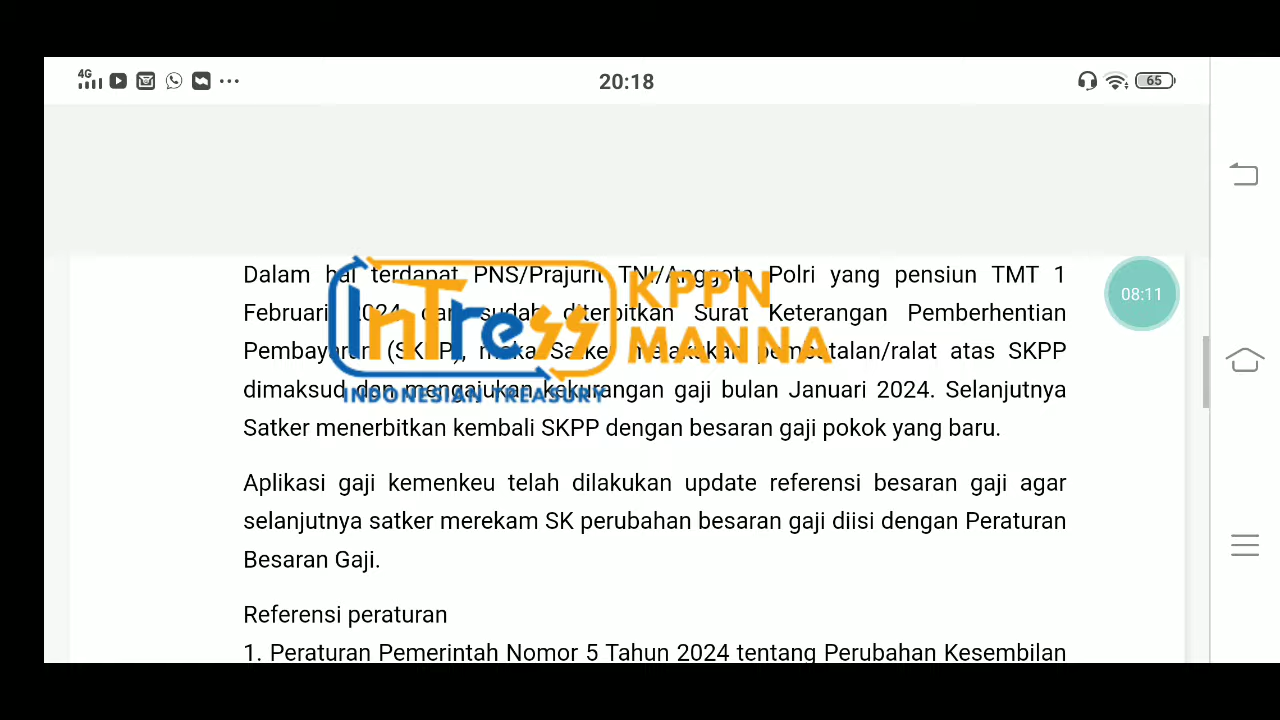 4G
20:18
65
Dalam hal terdapat PNS/Prajurit TNI/Anggota Polri yang pensiun TMT 1
08:11
Februari 2024 dan sudah diterbitkan Surat Keterangan Pemberhentian
Pembayaran (SKPP), maka Satker melakukan pembatalan/ralat atas SKPP
dimaksud dan mengajukan kekurangan gaji bulan Januari 2024. Selanjutnya
Satker menerbitkan kembali SKPP dengan besaran gaji pokok yang baru.
InTress
KPPN
MANNA
INDONESIAN TREASURY
Aplikasi gaji kemenkeu telah dilakukan update referensi besaran gaji agar
selanjutnya satker merekam SK perubahan besaran gaji diisi dengan Peraturan
Besaran Gaji.
Referensi peraturan
1. Peraturan Pemerintah Nomor 5 Tahun 2024 tentang Perubahan Kesembilan